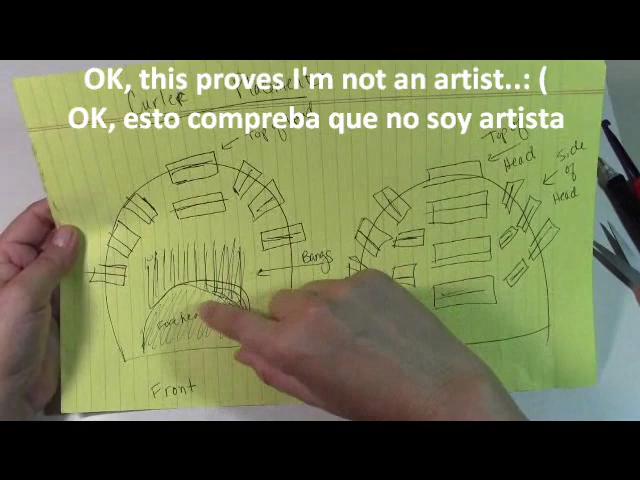 OK, this proves I'm not an artist..: (
OK, esto compreba que no soy artista
Curler
Top of
Top of
Head
Side
of
Head
Bangs
Front